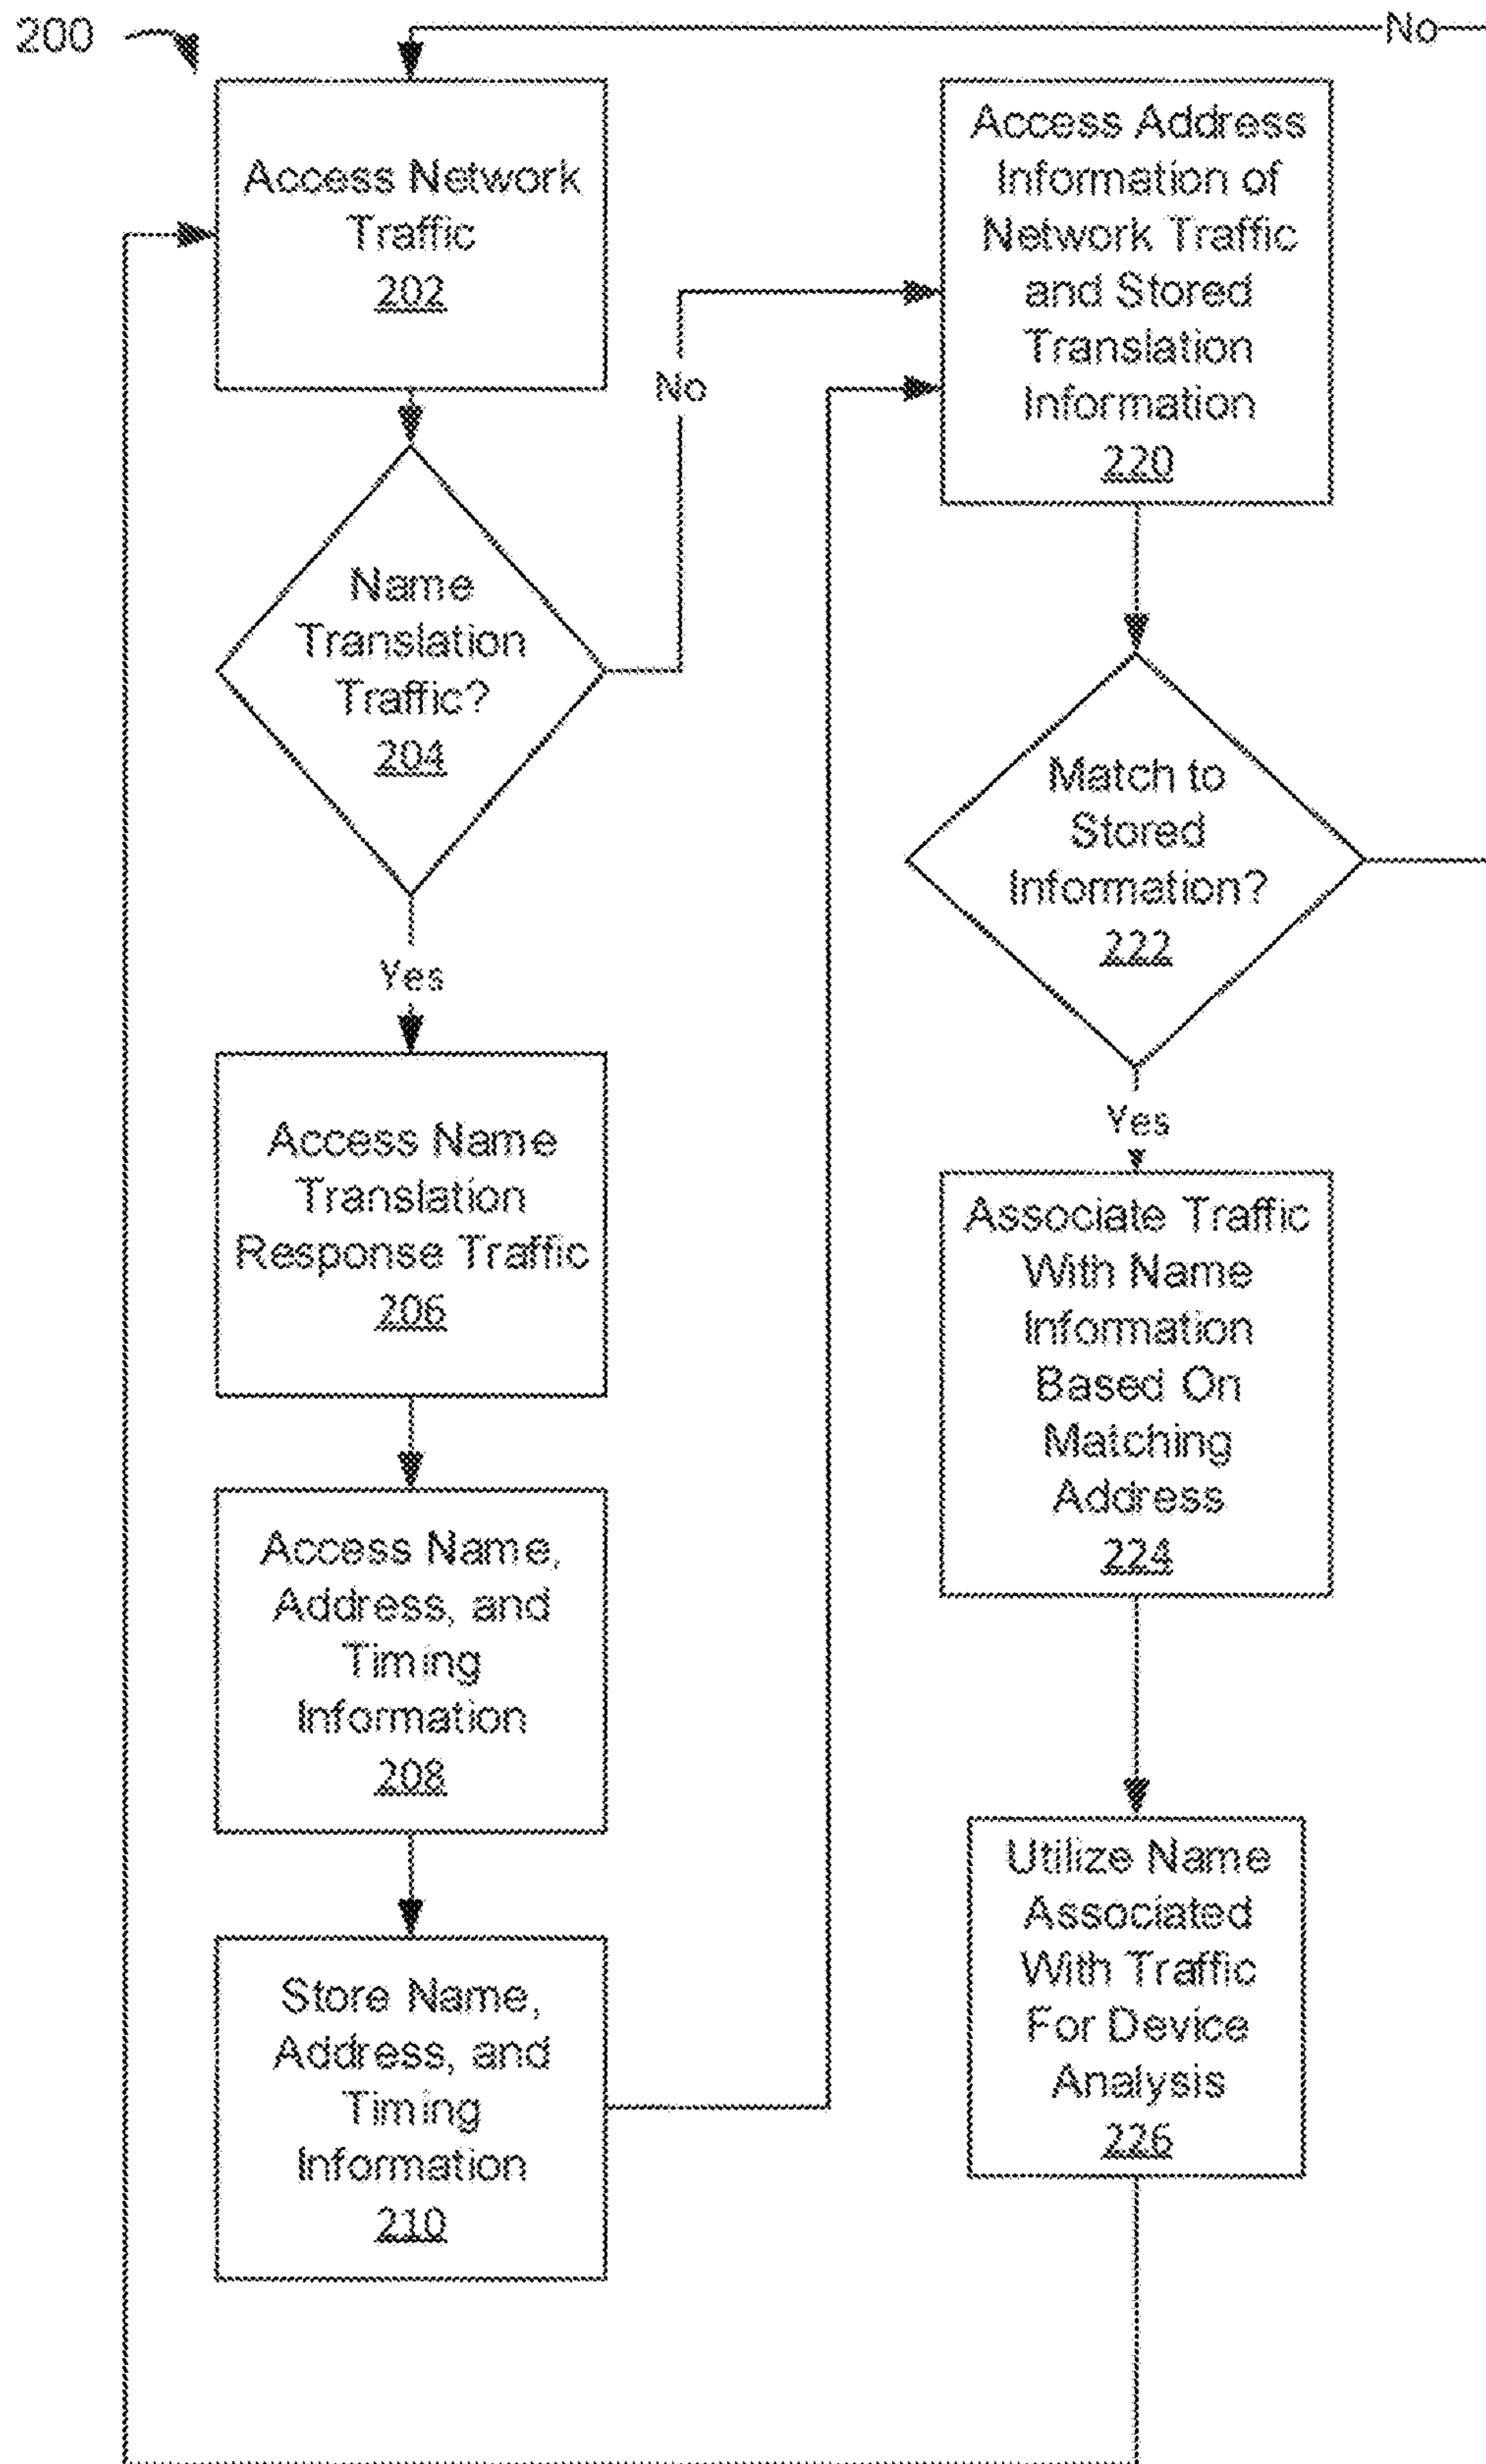 200
No
Access Network
Traffic
202
Name
Translation
Traffic?
204
No
Yes
Access Name
Translation
Response Traffic
206
Access Name,
Address, and
Timing
Information
208
Store Name,
Address, and
Timing
Information
210
Access Address
Information of
Network Traffic
and Stored
Translation
Information
220
Match to
Stored
Information?
222
Yes
Associate Traffic
With Name
Information
Based On
Matching
Address
224
Utilize Name
Associated
With Traffic
For Device
Analysis
226